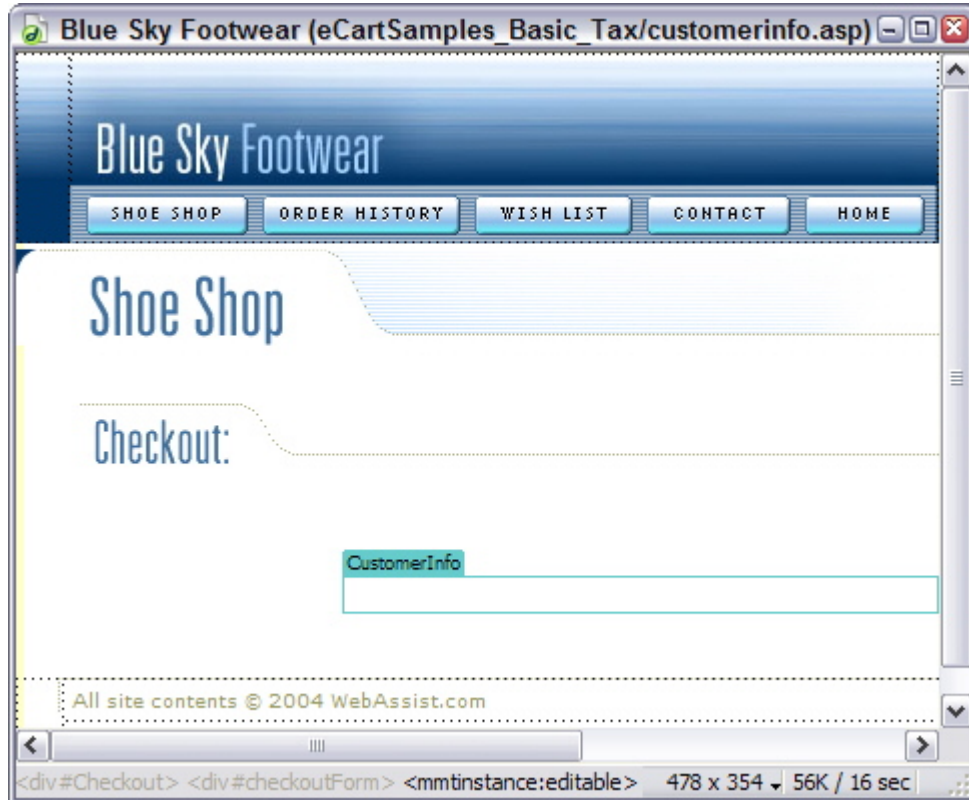 Blue Sky Footwear (eCartSamples_Basic_Tax/customerinfo.asp)
Blue Sky Footwear
SHOE SHOP ORDER HISTORY WISH LIST CONTACT HOME
Shoe Shop
Checkout:
CustomerInfo
All site contents © 2004 WebAssist.com
<div#Checkout> <div#checkoutForm> <mmtinstance:editable> 478 x 354 56K / 16 sec